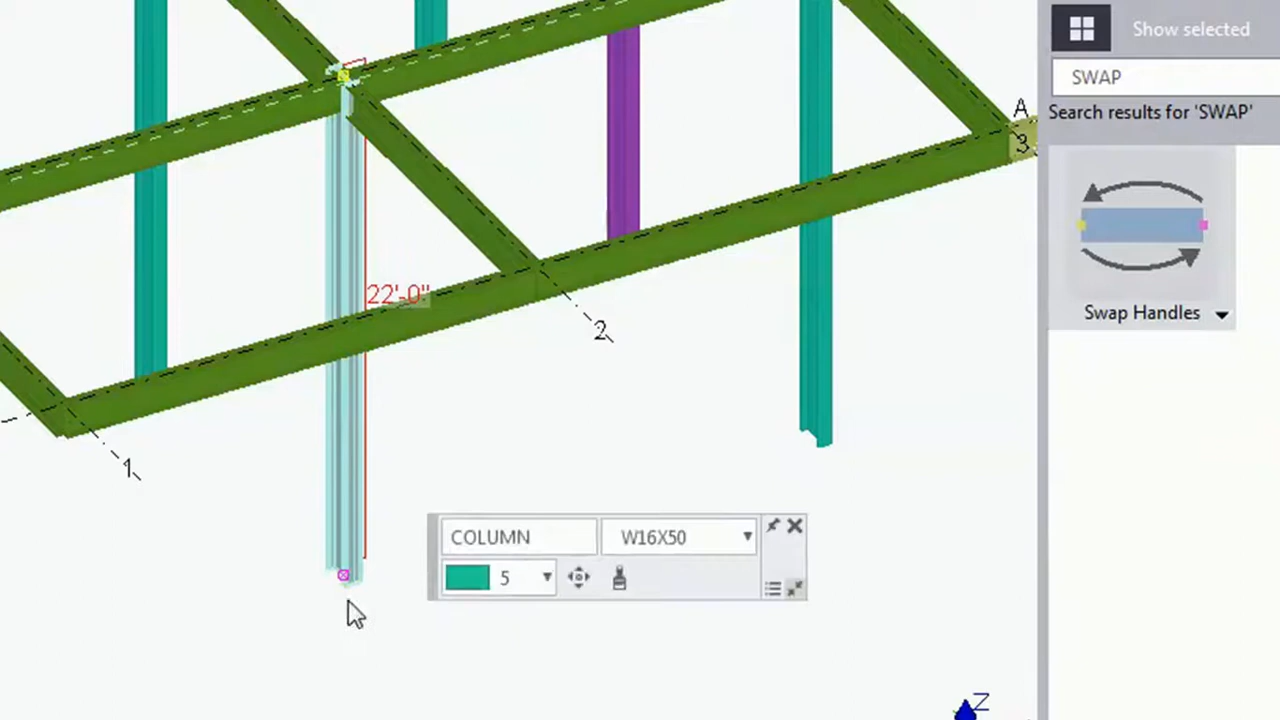 Show selected
SWAP
Search results for 'SWAP'
Swap Handles
A
3
22'-0"
2
1
COLUMN
W16X50
5
Z